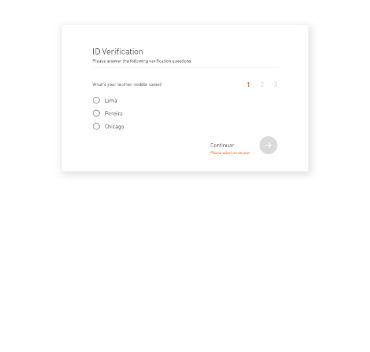 ID Verification
Please answer the following verification questions
What's your mother middle name?
1 2 3
Lima
Pereira
Chicago
Continuar
Please select an answer